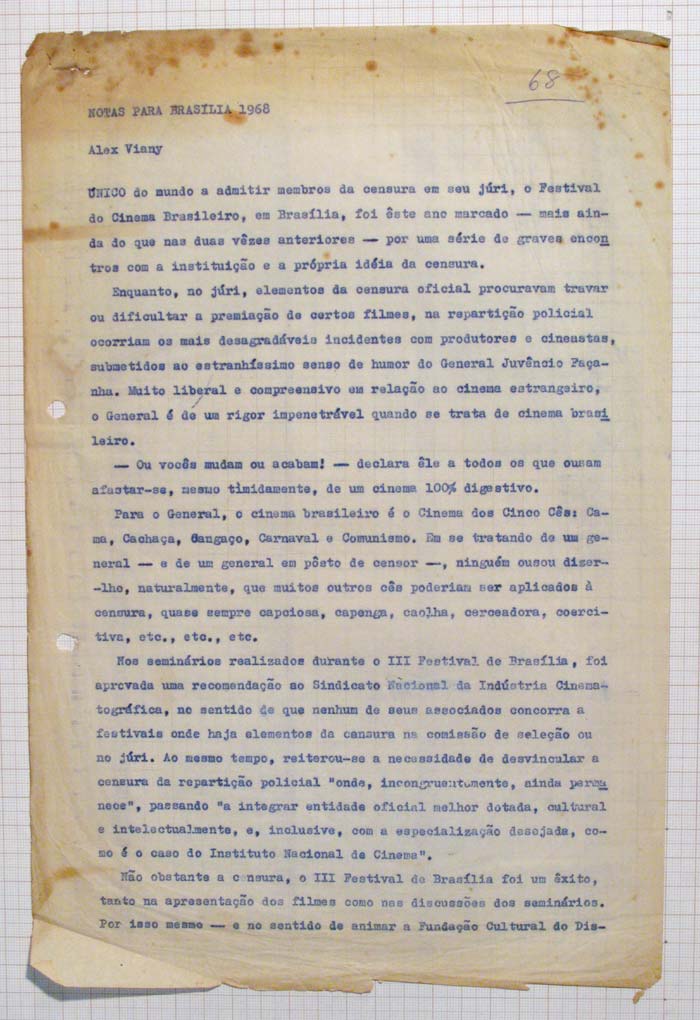 68
NOTAS PARA BRASÍLIA 1968
Alex Viany
ÚNICO do mundo a admitir membros da censura em seu júri, o Festival
do Cinema Brasileiro, em Brasília, foi êste ano marcado — mais ain-
da do que nas duas vêzes anteriores — por uma série de graves encon
tros com a instituição e a própria idéia da censura.
Enquanto, no júri, elementos da censura oficial procuravam travar
ou dificultar a premiação de certos filmes, na repartição policial
ocorriam os mais desagradáveis incidentes com produtores e cineastas,
submetidos ao estranhíssimo senso de humor do General Juvêncio Façа-
nha. Muito liberal e compreensivo em relação ao cinema estrangeiro,
o General é de um rigor impenetrável quando se trata de cinema brasi
leiro.
— Ou vocês mudam ou acabam! — declara êle a todos os que ousam
afastar-se, mesmo tìmidamente, de um cinema 100% digestivo.
Para o General, o cinema brasileiro é o Cinema dos Cinco Cês: Ca-
ma, Cachaça, Cangaço, Carnaval e Comunismo. Em se tratando de um ge-
neral — e de um general em pôsto de censor —, ninguém ousou dizer-
-lho, naturalmente, que muitos outros cês poderiam ser aplicados à
censura, quase sempre capciosa, capenga, caolha, cerceadora, coerci-
tiva, etc., etc., etc.
Nos seminários realizados durante o III Festival de Brasília, foi
aprovada uma recomendação ao Sindicato Nacional da Indústria Cinema-
tográfica, no sentido de que nenhum de seus associados concorra a
festivais onde haja elementos da censura na comissão de seleção ou
no júri. Ao mesmo tempo, reiterou-se a necessidade de desvincular a
censura da repartição policial "onde, incongruentemente, ainda perma
nece", passando "a integrar entidade oficial melhor dotada, cultural
e intelectualmente, e, inclusive, com a especialização desejada, co-
mo é o caso do Instituto Nacional de Cinema".
Não obstante a censura, o III Festival de Brasília foi um êxito,
tanto na apresentação dos filmes como nas discussões dos seminários.
Por isso mesmo — e no sentido de animar a Fundação Cultural do Dis-